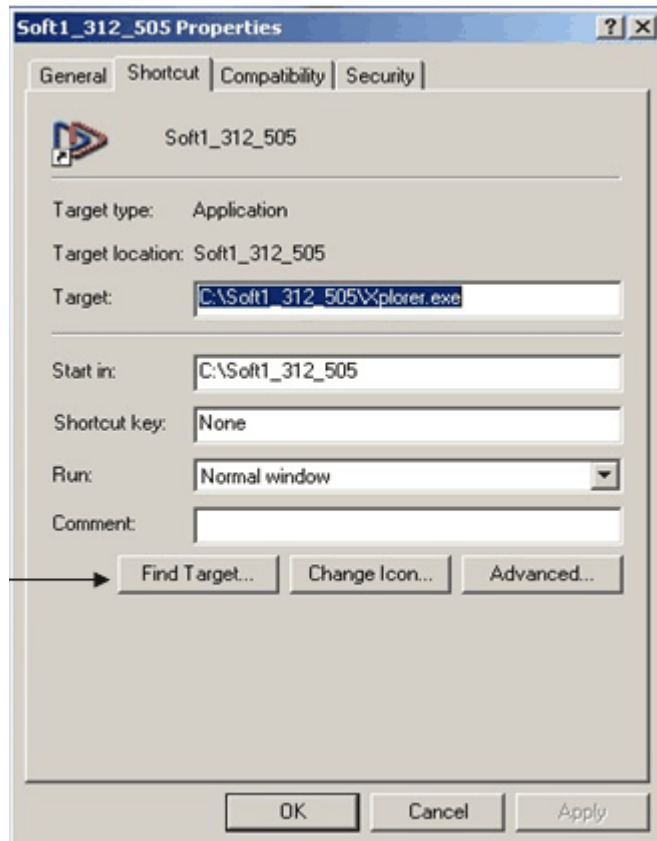 Soft1_312_505 Properties
General Shortcut Compatibility Security
Soft1_312_505
Target type: Application
Target location: Soft1_312_505
Target: C:\Soft1_312_505\Xplorer.exe
Start in: C:\Soft1_312_505
Shortcut key: None
Run: Normal window
Comment:
Find Target... Change Icon... Advanced...
OK Cancel Apply